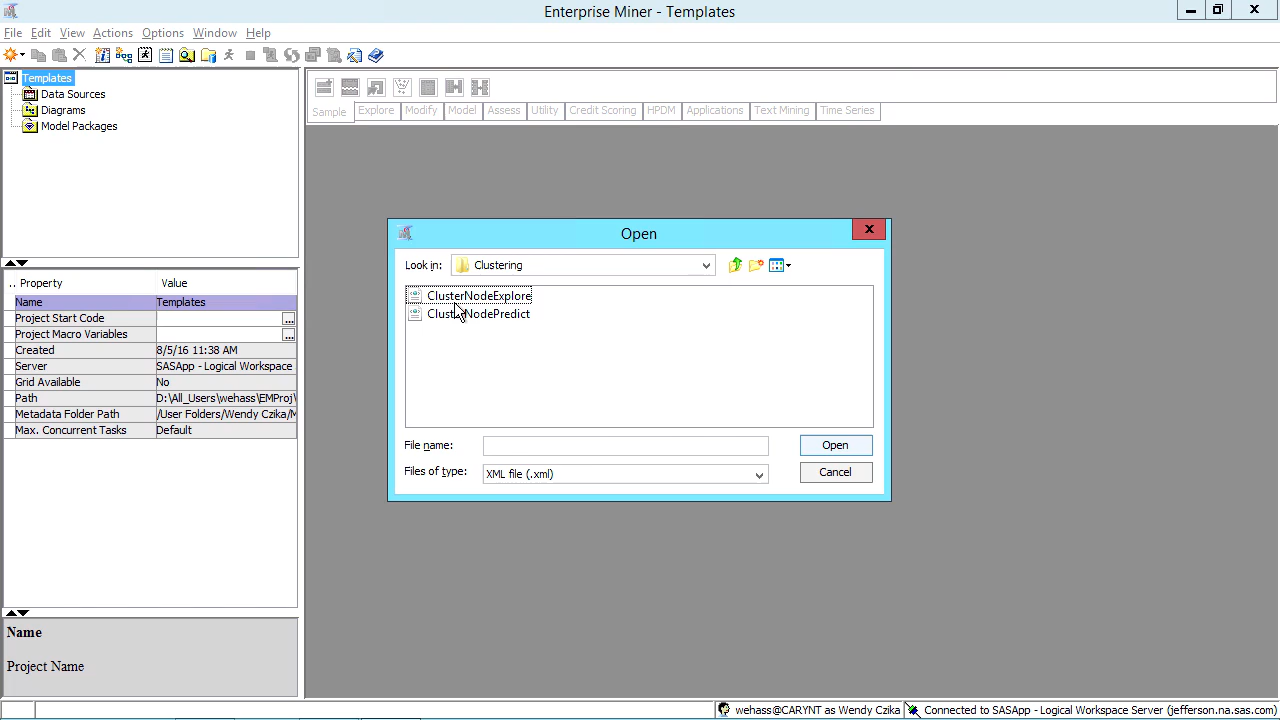 Enterprise Miner - Templates
File Edit View Actions Options Window Help
Templates
Data Sources
Diagrams
Model Packages
Sample Explore Modify Model Assess Utility Credit Scoring HPDM Applications Text Mining Time Series
.. Property Value
Name Templates
Project Start Code ...
Project Macro Variables ...
Created 8/5/16 11:38 AM
Server SASApp - Logical Workspace
Grid Available No
Path D:\All_Users\wehass\EMProj\
Metadata Folder Path /User Folders/Wendy Czika/M
Max. Concurrent Tasks Default
Name
Project Name
Open
Look in: Clustering
ClusterNodeExplore
ClusterNodePredict
File name: Open
Files of type: XML file (.xml) Cancel
wehass@CARYNT as Wendy Czika Connected to SASApp - Logical Workspace Server (jefferson.na.sas.com)